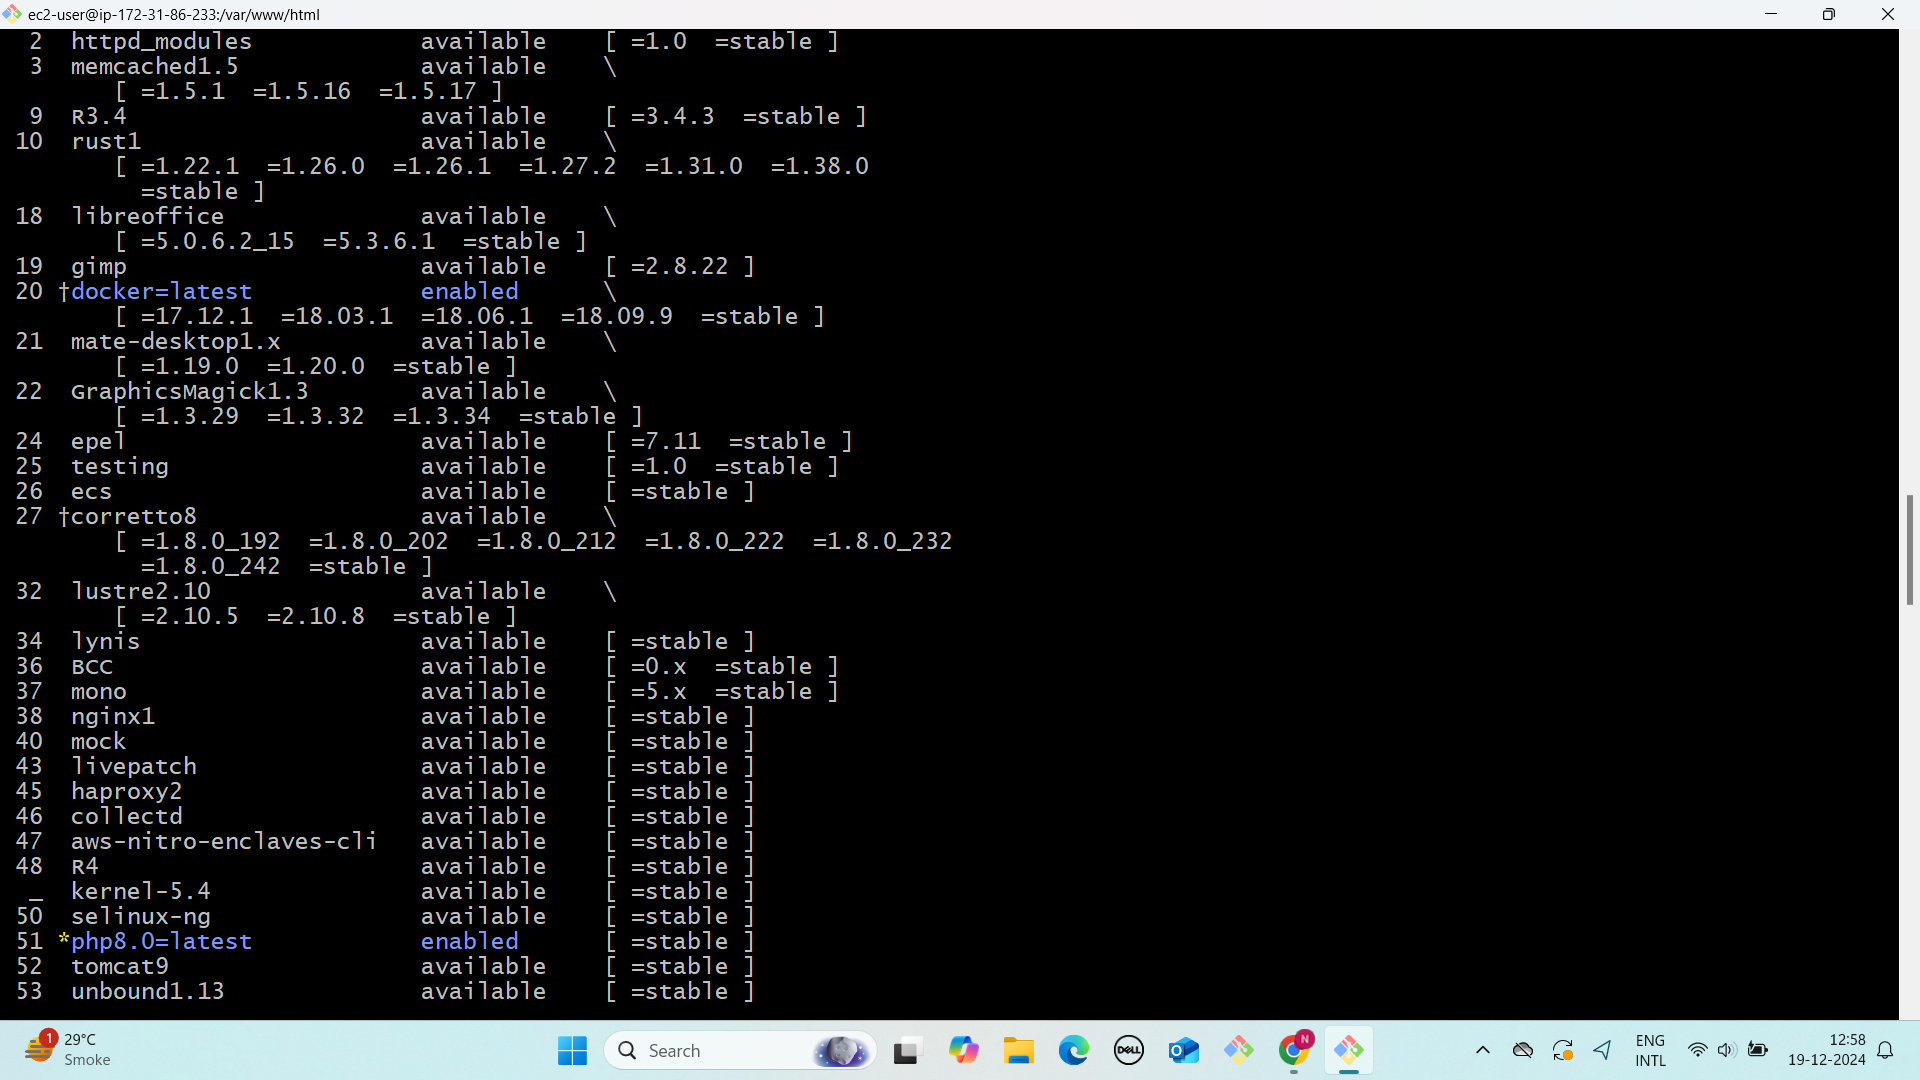 ec2-user@ip-172-31-86-233:/var/www/html
2  httpd_modules            available    [ =1.0  =stable ]
3  memcached1.5             available    \
[ =1.5.1  =1.5.16  =1.5.17 ]
9  R3.4                     available    [ =3.4.3  =stable ]
10  rust1                    available    \
[ =1.22.1  =1.26.0  =1.26.1  =1.27.2  =1.31.0  =1.38.0
=stable ]
18  libreoffice              available    \
[ =5.0.6.2_15  =5.3.6.1  =stable ]
19  gimp                     available    [ =2.8.22 ]
20 †docker=latest            enabled      \
[ =17.12.1  =18.03.1  =18.06.1  =18.09.9  =stable ]
21  mate-desktop1.x          available    \
[ =1.19.0  =1.20.0  =stable ]
22  GraphicsMagick1.3        available    \
[ =1.3.29  =1.3.32  =1.3.34  =stable ]
24  epel                     available    [ =7.11  =stable ]
25  testing                  available    [ =1.0  =stable ]
26  ecs                      available    [ =stable ]
27 †corretto8                available    \
[ =1.8.0_192  =1.8.0_202  =1.8.0_212  =1.8.0_222  =1.8.0_232
=1.8.0_242  =stable ]
32  lustre2.10               available    \
[ =2.10.5  =2.10.8  =stable ]
34  lynis                    available    [ =stable ]
36  BCC                      available    [ =0.x  =stable ]
37  mono                     available    [ =5.x  =stable ]
38  nginx1                   available    [ =stable ]
40  mock                     available    [ =stable ]
43  livepatch                available    [ =stable ]
45  haproxy2                 available    [ =stable ]
46  collectd                 available    [ =stable ]
47  aws-nitro-enclaves-cli   available    [ =stable ]
48  R4                       available    [ =stable ]
_  kernel-5.4               available    [ =stable ]
50  selinux-ng               available    [ =stable ]
51 *php8.0=latest            enabled      [ =stable ]
52  tomcat9                  available    [ =stable ]
53  unbound1.13              available    [ =stable ]
1
29°C
Smoke
Search
DELL
O
N
ENG
INTL
12:58
19-12-2024